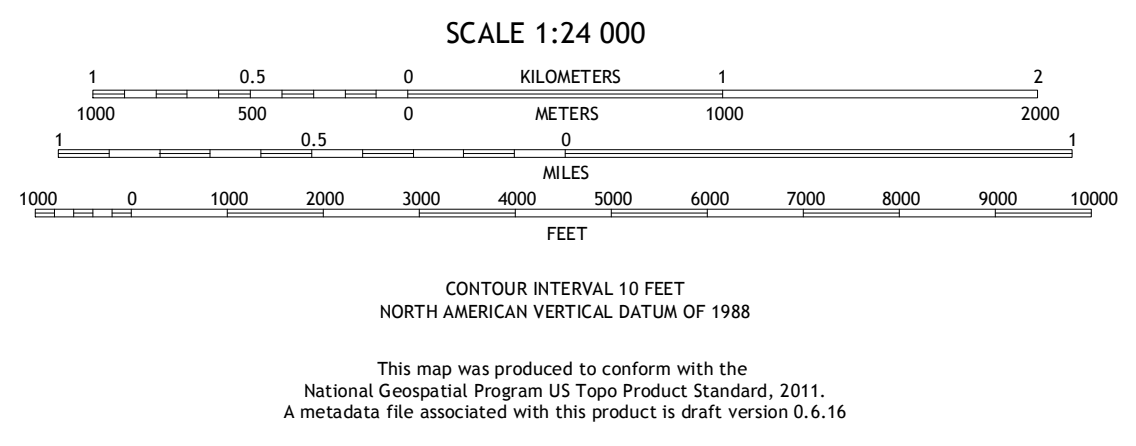 SCALE 1:24 000
1 0.5 0 KILOMETERS 1 2
1000 500 0 METERS 1000 2000
1 0.5 0 1
MILES
1000 0 1000 2000 3000 4000 5000 6000 7000 8000 9000 10000
FEET
CONTOUR INTERVAL 10 FEET
NORTH AMERICAN VERTICAL DATUM OF 1988
This map was produced to conform with the
National Geospatial Program US Topo Product Standard, 2011.
A metadata file associated with this product is draft version 0.6.16